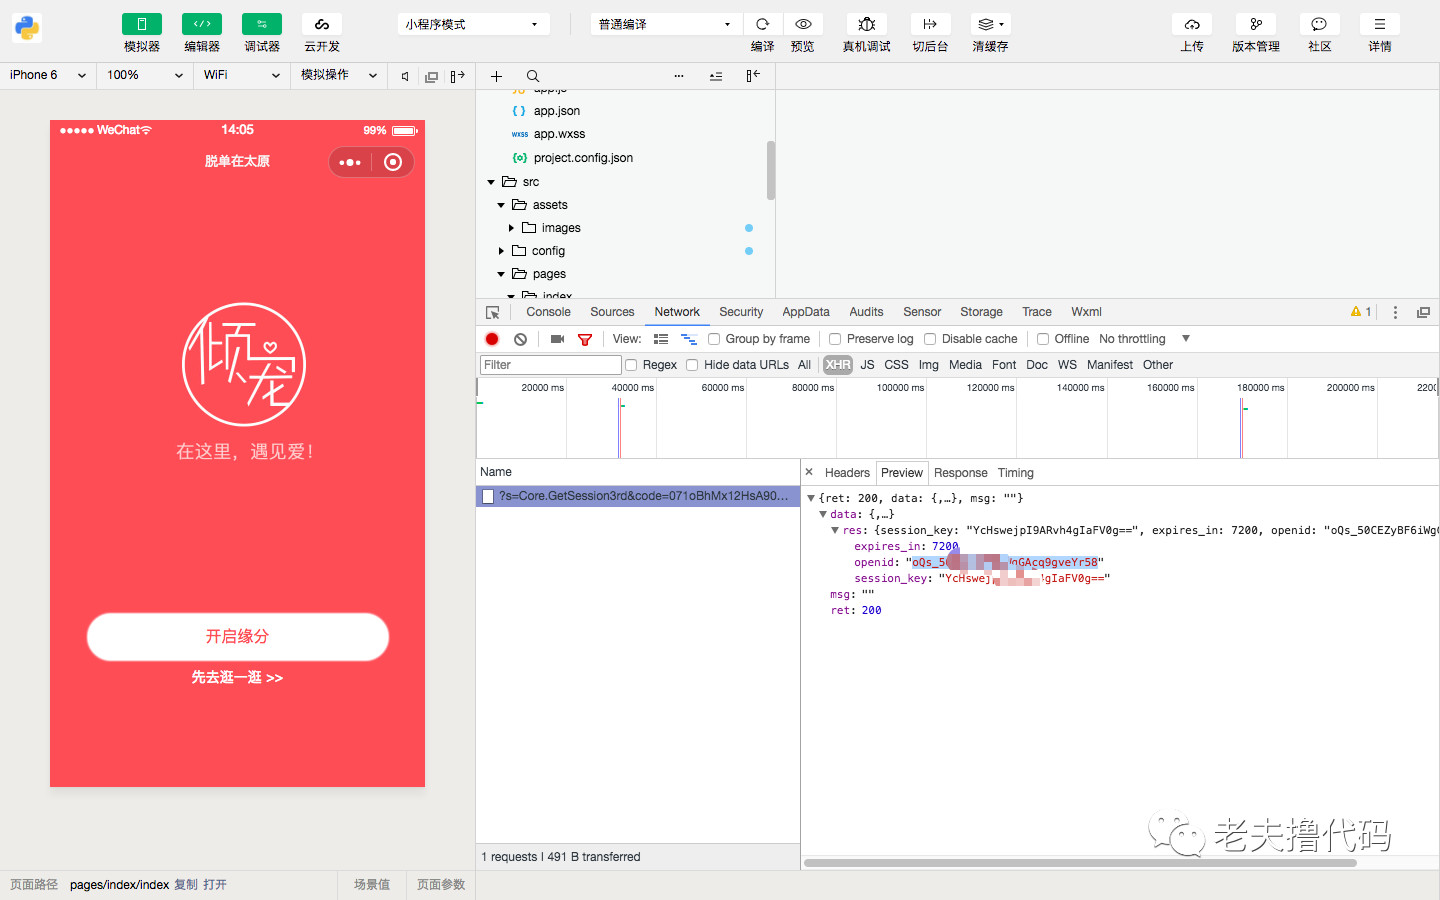 模拟器 编辑器 调试器 云开发
小程序模式 普通编译
编译 预览 真机调试 切后台 清缓存
上传 版本管理 社区 详情
iPhone 6 100% WiFi 模拟操作
WeChat 14:05 99%
脱单在太原
倾宠
在这里，遇见爱！
开启缘分
先去逛一逛 >>
页面路径 pages/index/index 复制 打开 场景值 页面参数
app.js
app.json
wxss app.wxss
project.config.json
src
assets
images
config
pages
index
Console Sources Network Security AppData Audits Sensor Storage Trace Wxml 1
View: Group by frame Preserve log Disable cache Offline No throttling
Filter Regex Hide data URLs All XHR JS CSS Img Media Font Doc WS Manifest Other
20000 ms 40000 ms 60000 ms 80000 ms 100000 ms 120000 ms 140000 ms 160000 ms 180000 ms 200000 ms 220
Name
?s=Core.GetSession3rd&code=071oBhMx12HsA90...
1 requests | 491 B transferred
× Headers Preview Response Timing
{ret: 200, data: {,…}, msg: ""}
data: {,…}
res: {session_key: "YcHswejpI9ARvh4gIaFV0g==", expires_in: 7200, openid: "oQs_50CEZyBF6iWgG
expires_in: 7200
openid: "oQs_5 GAcq9gveYr58"
session_key: "YcHswej 4gIaFV0g=="
msg: ""
ret: 200
老夫撸代码